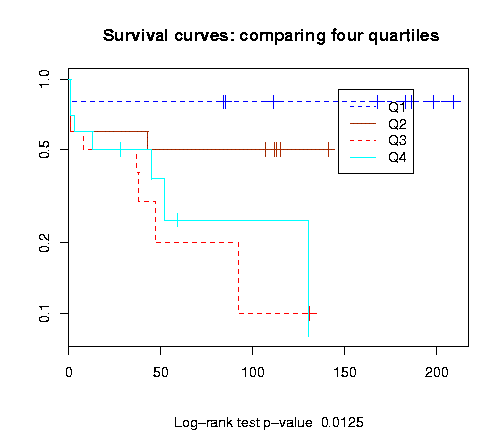 Survival curves: comparing four quartiles
1.0
0.5
0.2
0.1
Q1
Q2
Q3
Q4
0 50 100 150 200
Log-rank test p-value 0.0125